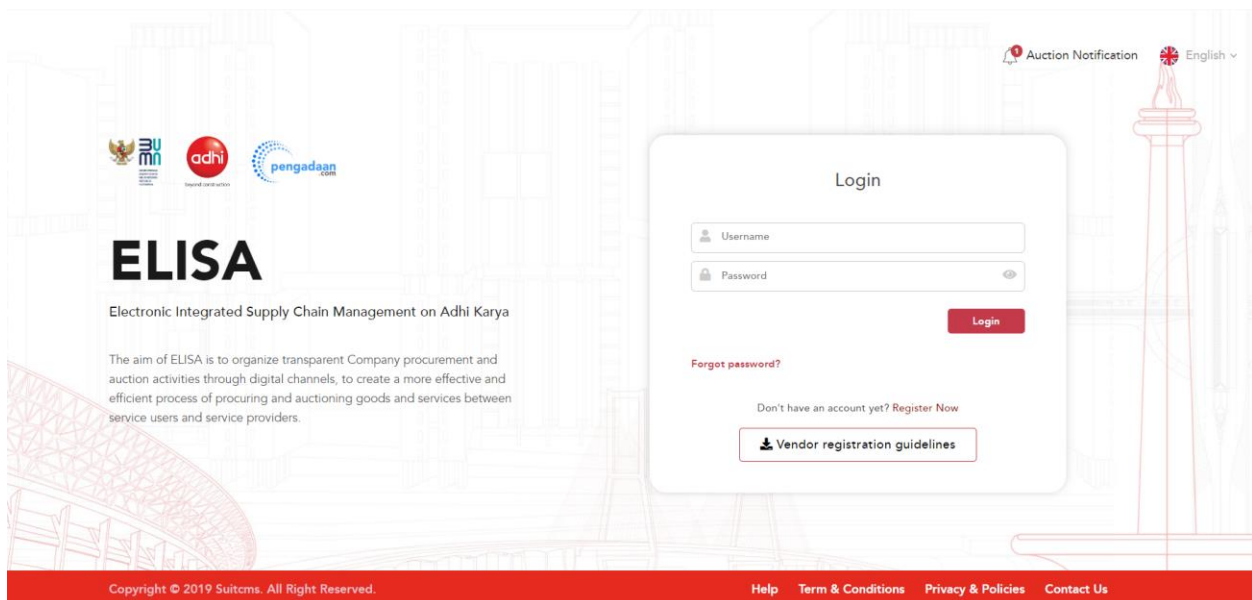 1
Auction Notification
English
BUMN
adhi
beyond construction
pengadaan
.com
ELISA
Electronic Integrated Supply Chain Management on Adhi Karya
The aim of ELISA is to organize transparent Company procurement and
auction activities through digital channels, to create a more effective and
efficient process of procuring and auctioning goods and services between
service users and service providers.
Login
Username
Password
Login
Forgot password?
Don't have an account yet? Register Now
Vendor registration guidelines
Copyright © 2019 Suitcms. All Right Reserved.
Help Term & Conditions Privacy & Policies Contact Us